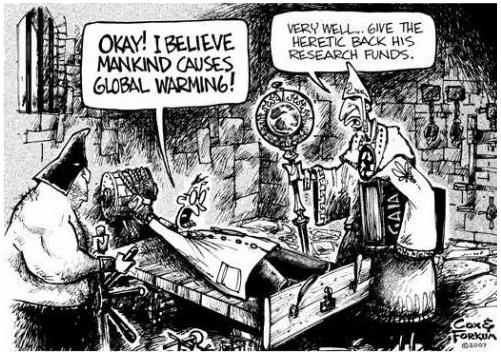 OKAY! I BELIEVE
MANKIND CAUSES
GLOBAL WARMING!
VERY WELL... GIVE THE
HERETIC BACK HIS
RESEARCH FUNDS.
GAIA
COX &
FORKUM
©2007